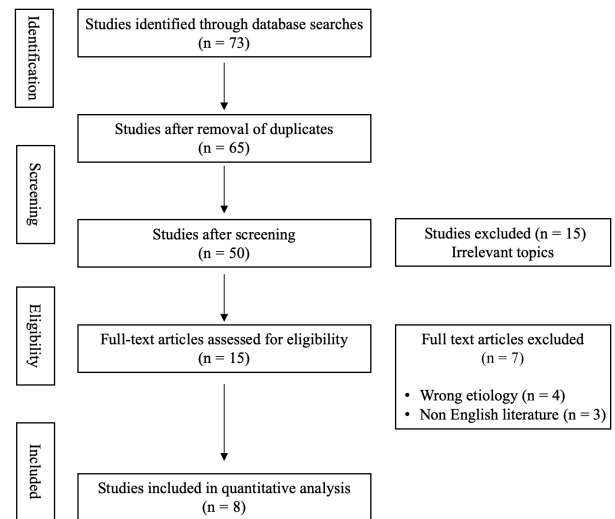 Identification
Studies identified through database searches
(n = 73)
Studies after removal of duplicates
(n = 65)
Screening
Studies after screening
(n = 50)
Studies excluded (n = 15)
Irrelevant topics
Eligibility
Full-text articles assessed for eligibility
(n = 15)
Full text articles excluded
(n = 7)
• Wrong etiology (n = 4)
• Non English literature (n = 3)
Included
Studies included in quantitative analysis
(n = 8)